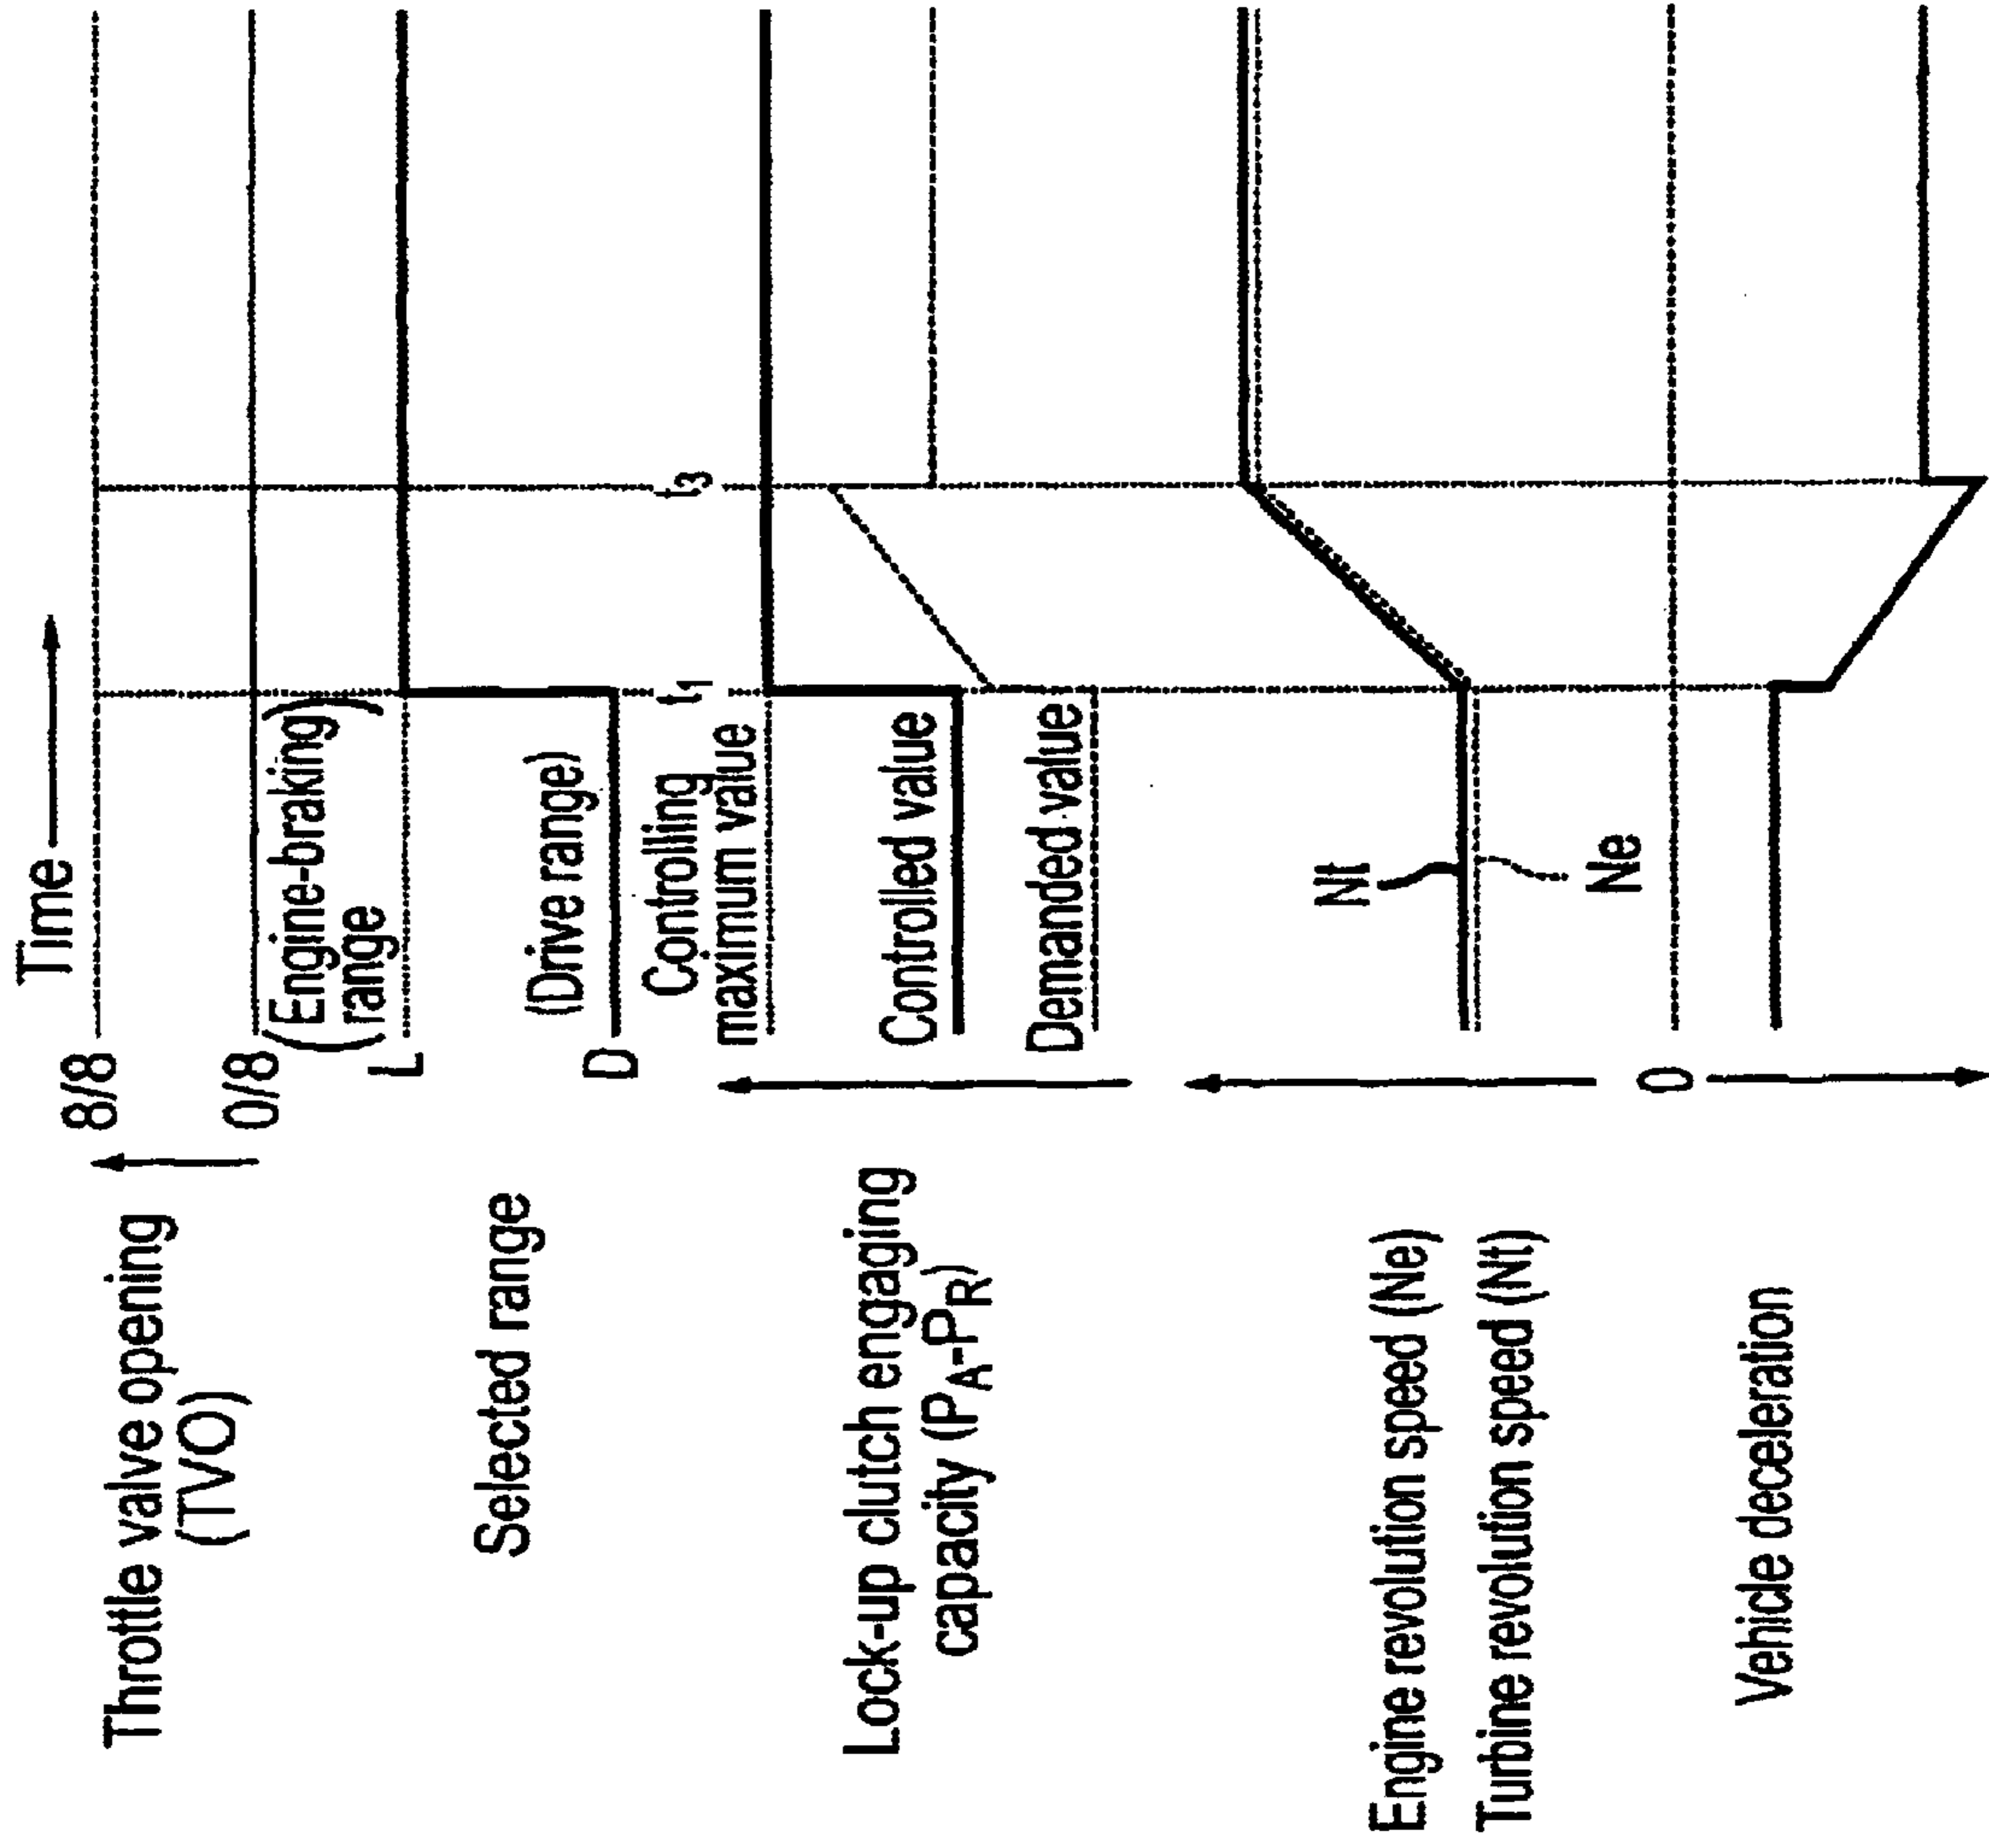 Time
Throttle valve opening
(TVO)
8/8
0/8
Selected range
(Engine-braking
range)
L
(Drive range)
D
t1
t3
Lock-up clutch engaging
capacity (PA-PR)
Controlling
maximum value
Controlled value
Demanded value
Engine revolution speed (Ne)
Turbine revolution speed (Nt)
Nt
Ne
0
Vehicle deceleration